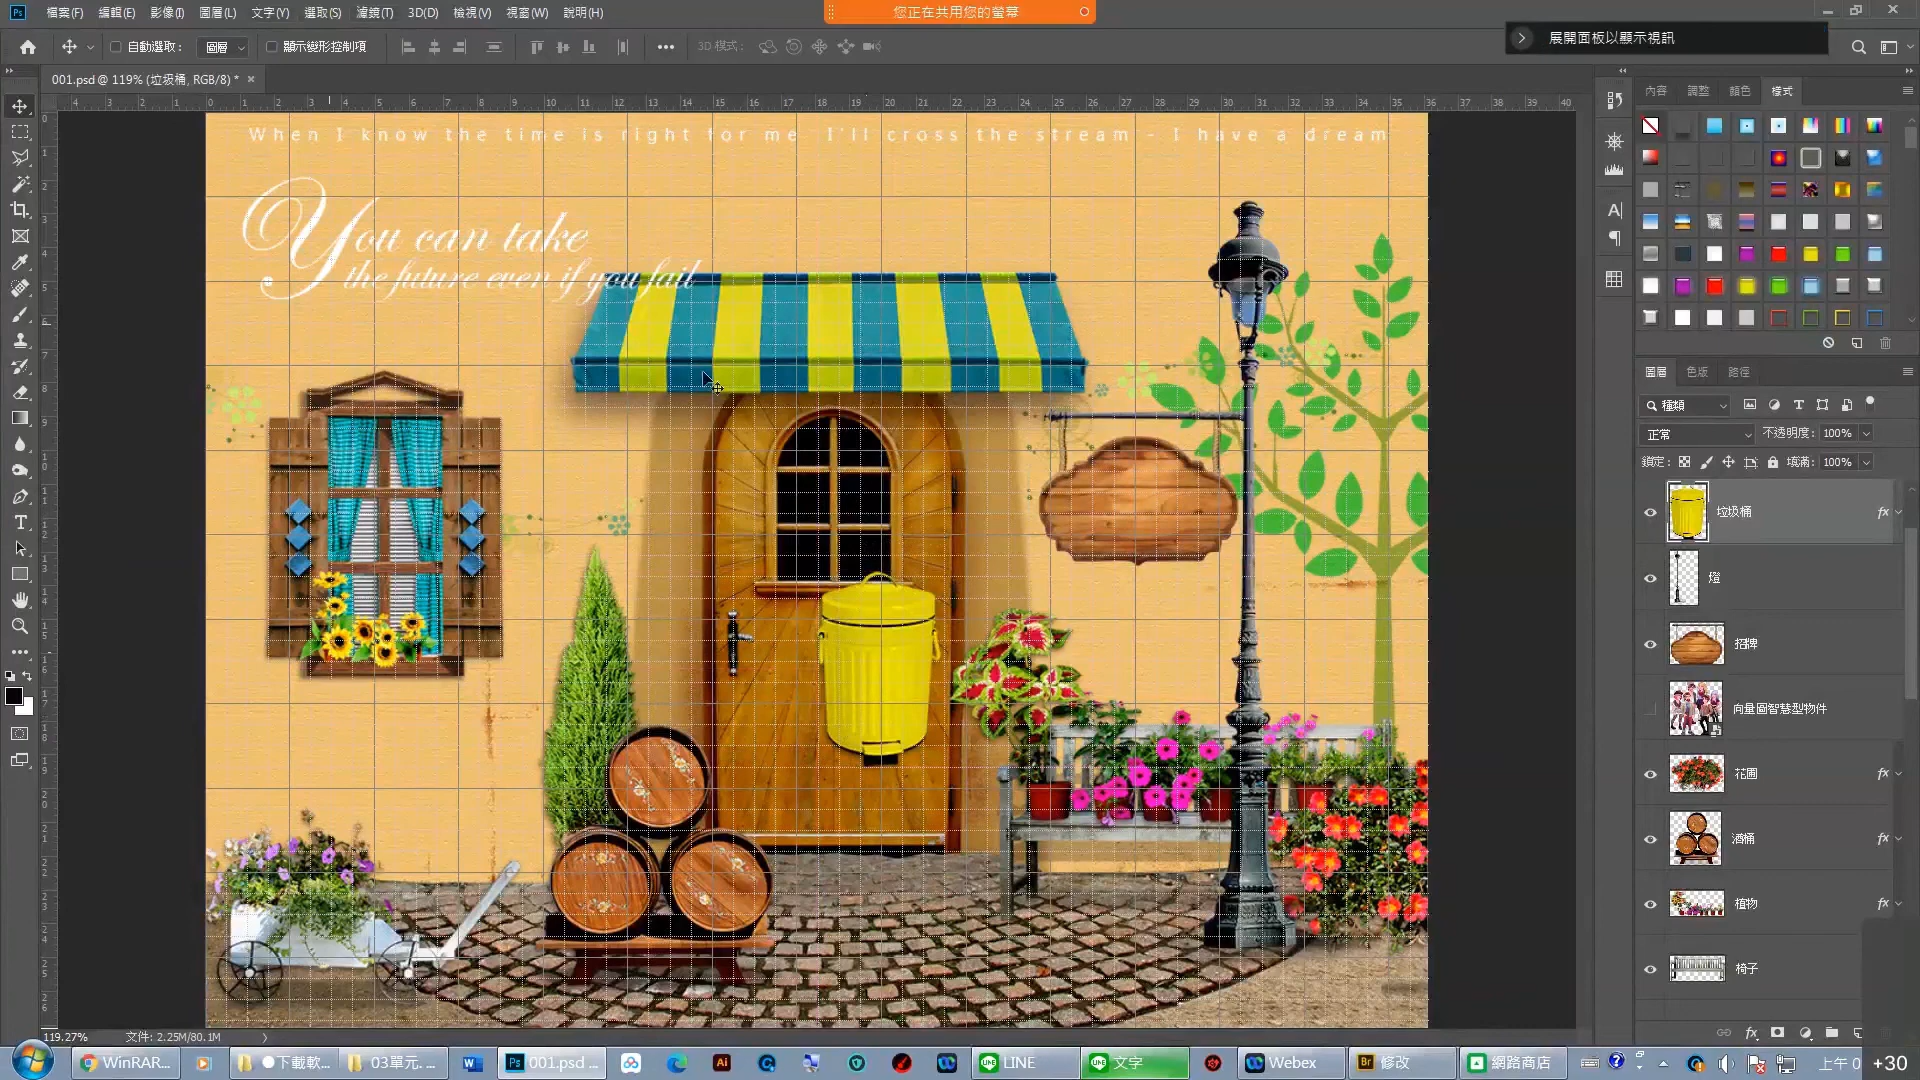 檔案(F) 編輯(E) 影像(I) 圖層(L) 文字(Y) 選取(S) 濾鏡(T) 3D(D) 檢視(V) 視窗(W) 說明(H)
您正在共用您的螢幕
展開面板以顯示視訊
自動選取： 圖層 顯示變形控制項 3D 模式：
001.psd @ 119% (垃圾桶, RGB/8) *
When I know the time is right for me I'll cross the stream - I have a dream
You can take
the future even if you fail
內容 調整 顏色 樣式
圖層 色版 路徑
種類
正常 不透明度： 100%
鎖定： 填滿： 100%
垃圾桶
燈
招牌
向量圖智慧型物件
花圃
酒桶
植物
椅子
119.27% 文件: 2.25M/80.1M
WinRAR... ●下載軟... 03單元. ... 001.psd ... LINE 文字 Webex 修改 網路商店 上午 0 +30